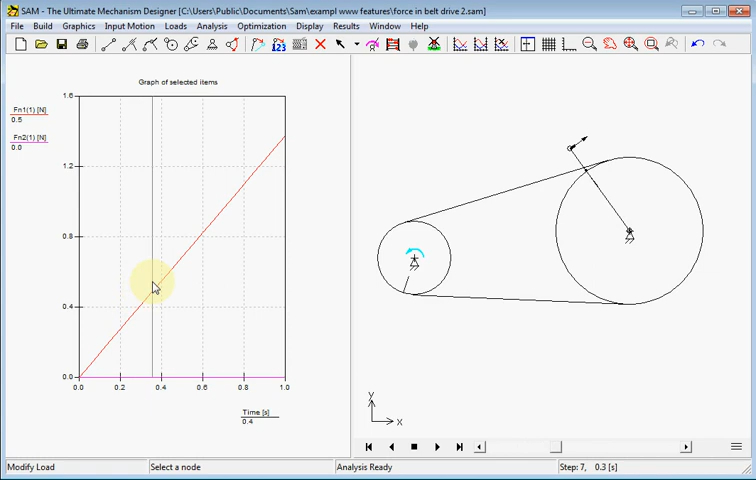 SAM - The Ultimate Mechanism Designer [C:\Users\Public\Documents\Sam\exampl www features\force in belt drive 2.sam]
File Build Graphics Input Motion Loads Analysis Optimization Display Results Window Help
123
Graph of selected items
Fn1(1) [N]
0.5
Fn2(1) [N]
0.0
1.6
1.2
0.8
0.4
0.0
0.0 0.2 0.4 0.6 0.8 1.0
Time [s]
0.4
Y
X
Modify Load Select a node Analysis Ready Step: 7, 0.3 [s]